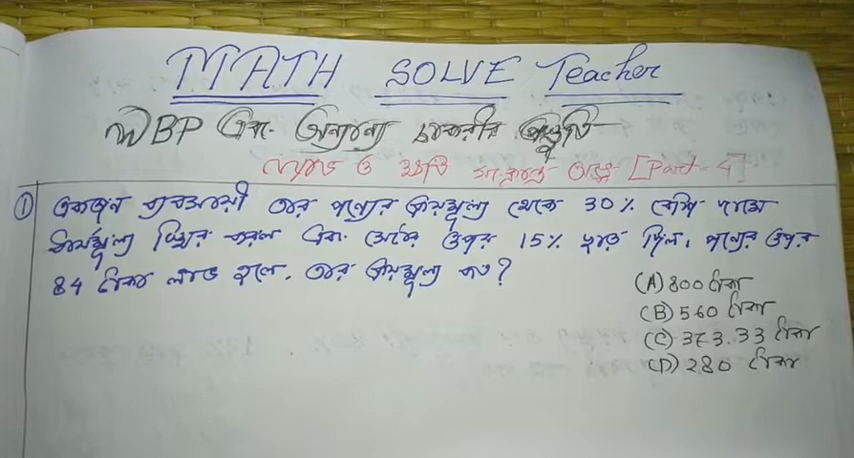 MATH SOLVE Teacher
WBP এবং অন্যান্য চাকরীর প্রস্তুতি
লাভ ও ক্ষতি সংক্রান্ত অঙ্ক [Part - 4]
① একজন ব্যবসায়ী তার পণ্যের ক্রয়মূল্য থেকে 30% বেশি দামে
ধার্যমূল্য স্থির করল এবং সেটির উপর 15% ছাড় দিল। পণ্যের উপর
84 টাকা লাভ হলে, তার ক্রয়মূল্য কত?
(A) 800 টাকা
(B) 560 টাকা
(C) 373.33 টাকা
(D) 280 টাকা